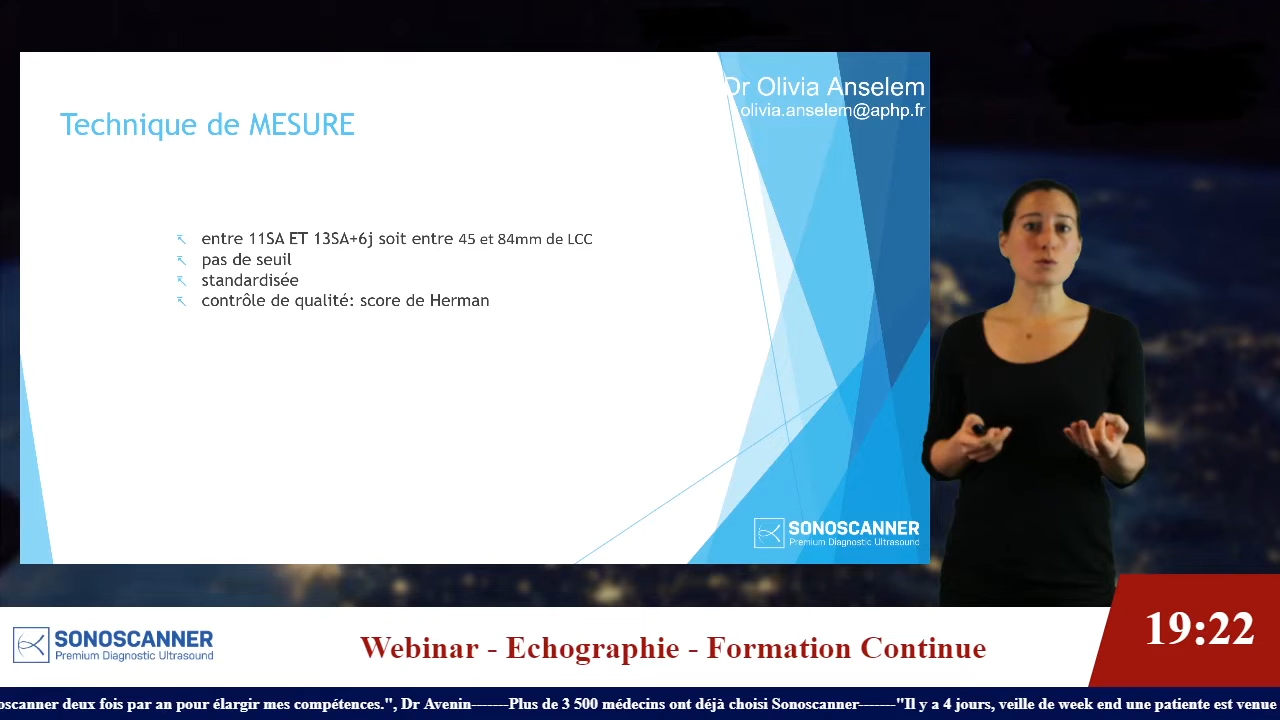 Dr Olivia Anselem
olivia.anselem@aphp.fr
Technique de MESURE
entre 11SA ET 13SA+6j soit entre 45 et 84mm de LCC
pas de seuil
standardisée
contrôle de qualité: score de Herman
SONOSCANNER
Premium Diagnostic Ultrasound
SONOSCANNER
Premium Diagnostic Ultrasound
Webinar - Echographie - Formation Continue
19:22
oscanner deux fois par an pour élargir mes compétences.", Dr Avenin-------Plus de 3 500 médecins ont déjà choisi Sonoscanner-------"Il y a 4 jours, veille de week end une patiente est venue